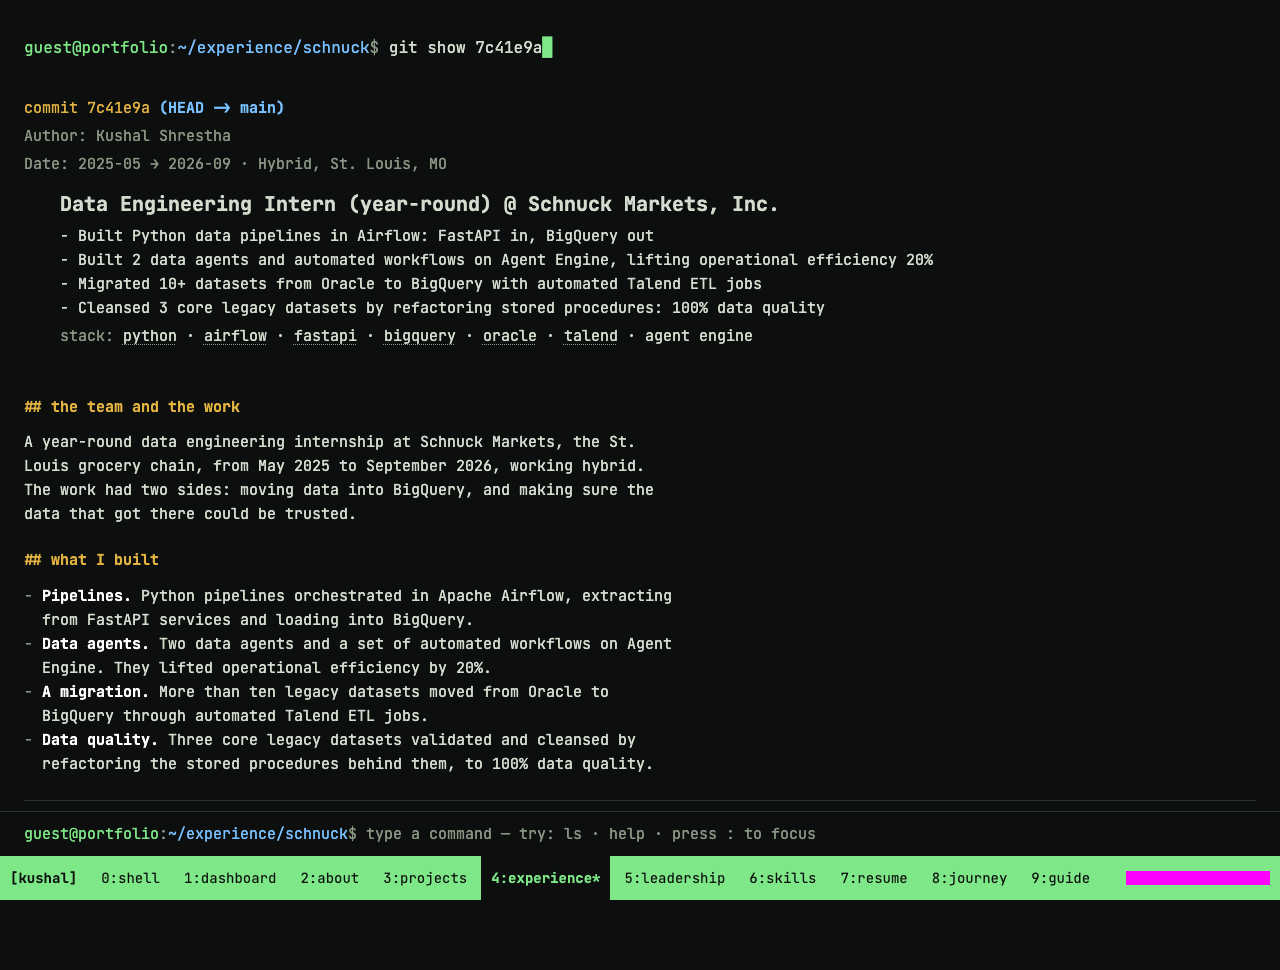 guest@portfolio:~/experience/schnuck$ git show 7c41e9a
commit 7c41e9a (HEAD → main)
Author: Kushal Shrestha
Date: 2025-05 → 2026-09 · Hybrid, St. Louis, MO
Data Engineering Intern (year-round) @ Schnuck Markets, Inc.
- Built Python data pipelines in Airflow: FastAPI in, BigQuery out
- Built 2 data agents and automated workflows on Agent Engine, lifting operational efficiency 20%
- Migrated 10+ datasets from Oracle to BigQuery with automated Talend ETL jobs
- Cleansed 3 core legacy datasets by refactoring stored procedures: 100% data quality
stack: python · airflow · fastapi · bigquery · oracle · talend · agent engine
## the team and the work
A year-round data engineering internship at Schnuck Markets, the St.
Louis grocery chain, from May 2025 to September 2026, working hybrid.
The work had two sides: moving data into BigQuery, and making sure the
data that got there could be trusted.
## what I built
- Pipelines. Python pipelines orchestrated in Apache Airflow, extracting
from FastAPI services and loading into BigQuery.
- Data agents. Two data agents and a set of automated workflows on Agent
Engine. They lifted operational efficiency by 20%.
- A migration. More than ten legacy datasets moved from Oracle to
BigQuery through automated Talend ETL jobs.
- Data quality. Three core legacy datasets validated and cleansed by
refactoring the stored procedures behind them, to 100% data quality.
guest@portfolio:~/experience/schnuck$ type a command — try: ls · help · press : to focus
[kushal] 0:shell 1:dashboard 2:about 3:projects 4:experience* 5:leadership 6:skills 7:resume 8:journey 9:guide